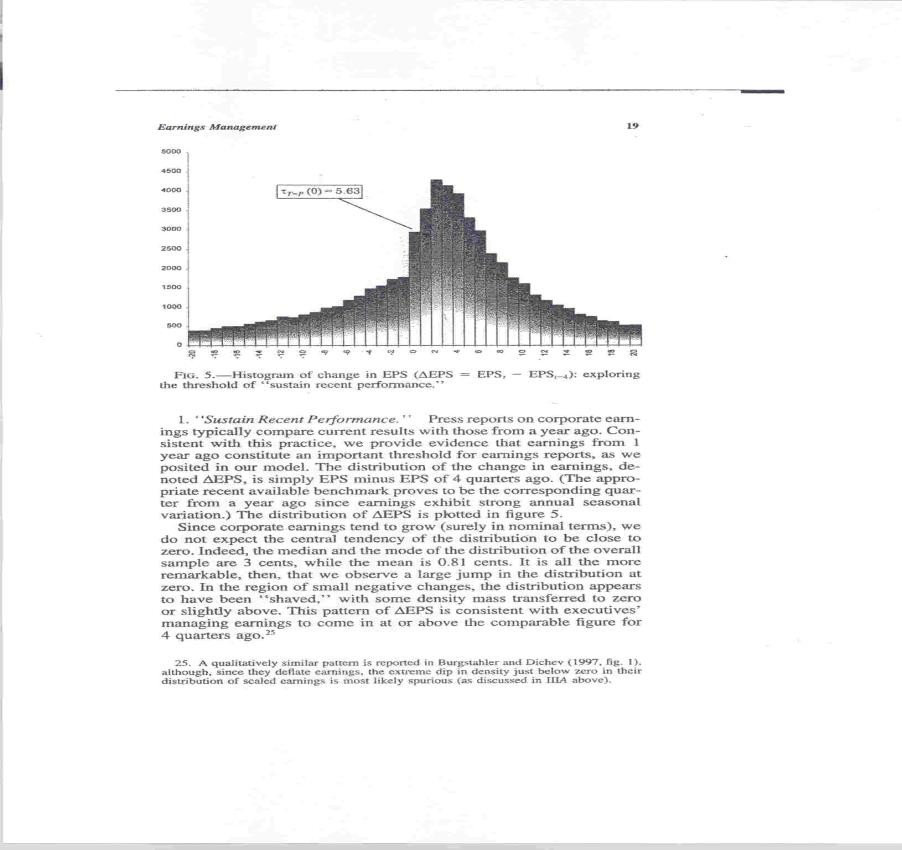 Earnings Management 19
5000
4500
4000
3500
3000
2500
2000
1500
1000
500
0
τT−P (0) = 5.63
-20 -18 -16 -14 -12 -10 -8 -6 -4 -2 0 2 4 6 8 10 12 14 16 18 20
FIG. 5.—Histogram of change in EPS (ΔEPS = EPSt − EPSt−4): exploring
the threshold of ‘‘sustain recent performance.’’
1. ‘‘Sustain Recent Performance.’’ Press reports on corporate earn-
ings typically compare current results with those from a year ago. Con-
sistent with this practice, we provide evidence that earnings from 1
year ago constitute an important threshold for earnings reports, as we
posited in our model. The distribution of the change in earnings, de-
noted ΔEPS, is simply EPS minus EPS of 4 quarters ago. (The appro-
priate recent available benchmark proves to be the corresponding quar-
ter from a year ago since earnings exhibit strong annual seasonal
variation.) The distribution of ΔEPS is plotted in figure 5.
Since corporate earnings tend to grow (surely in nominal terms), we
do not expect the central tendency of the distribution to be close to
zero. Indeed, the median and the mode of the distribution of the overall
sample are 3 cents, while the mean is 0.81 cents. It is all the more
remarkable, then, that we observe a large jump in the distribution at
zero. In the region of small negative changes, the distribution appears
to have been ‘‘shaved,’’ with some density mass transferred to zero
or slightly above. This pattern of ΔEPS is consistent with executives’
managing earnings to come in at or above the comparable figure for
4 quarters ago.25
25. A qualitatively similar pattern is reported in Burgstahler and Dichev (1997, fig. 1),
although, since they deflate earnings, the extreme dip in density just below zero in their
distribution of scaled earnings is most likely spurious (as discussed in IIIA above).